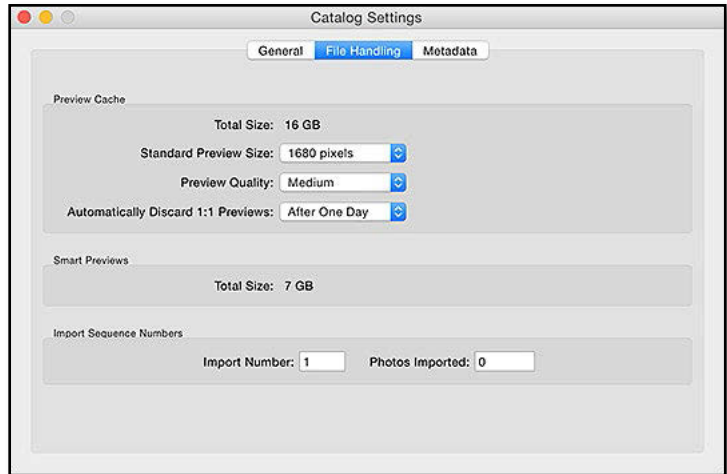 Catalog Settings
General File Handling Metadata
Preview Cache
Total Size: 16 GB
Standard Preview Size: 1680 pixels
Preview Quality: Medium
Automatically Discard 1:1 Previews: After One Day
Smart Previews
Total Size: 7 GB
Import Sequence Numbers
Import Number: 1 Photos Imported: 0